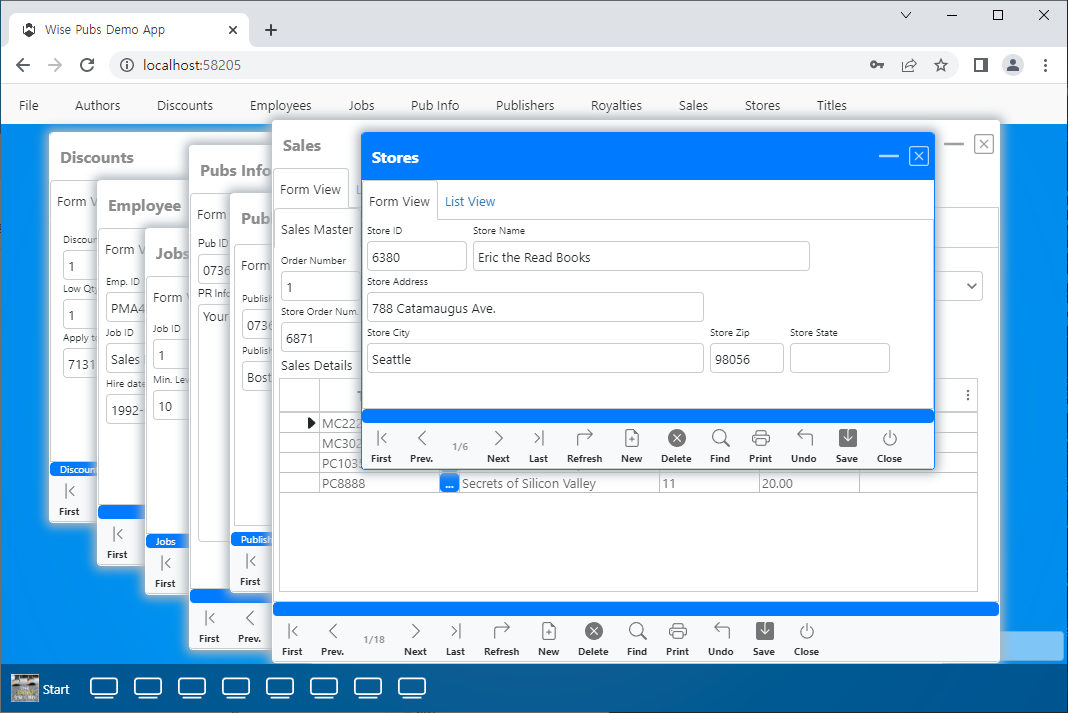 Wise Pubs Demo App
localhost:58205
File Authors Discounts Employees Jobs Pub Info Publishers Royalties Sales Stores Titles
Discounts
Form V
Discou
1
Low Qty
1
Apply to
7131
Discoun
First
Employee
Form V
Emp. ID
PMA4
Job ID
Sales
Hire date
1992-
First
Jobs
Form V
Job ID
1
Min. Lev
10
Jobs
First
Pubs Info
Form
Pub ID
0736
PR Info
Your
First Prev.
Pub
Form
Publish
073
Publish
Bost
Publish
First
Sales
Form View
Sales Master
Order Number
1
Store Order Num.
6871
Sales Details
MC222
MC302
PC1035
PC8888 ... Secrets of Silicon Valley 11 20.00
First Prev. 1/18 Next Last Refresh New Delete Find Print Undo Save Close
Stores
Form View List View
Store ID Store Name
6380 Eric the Read Books
Store Address
788 Catamaugus Ave.
Store City Store Zip Store State
Seattle 98056
First Prev. 1/6 Next Last Refresh New Delete Find Print Undo Save Close
Start